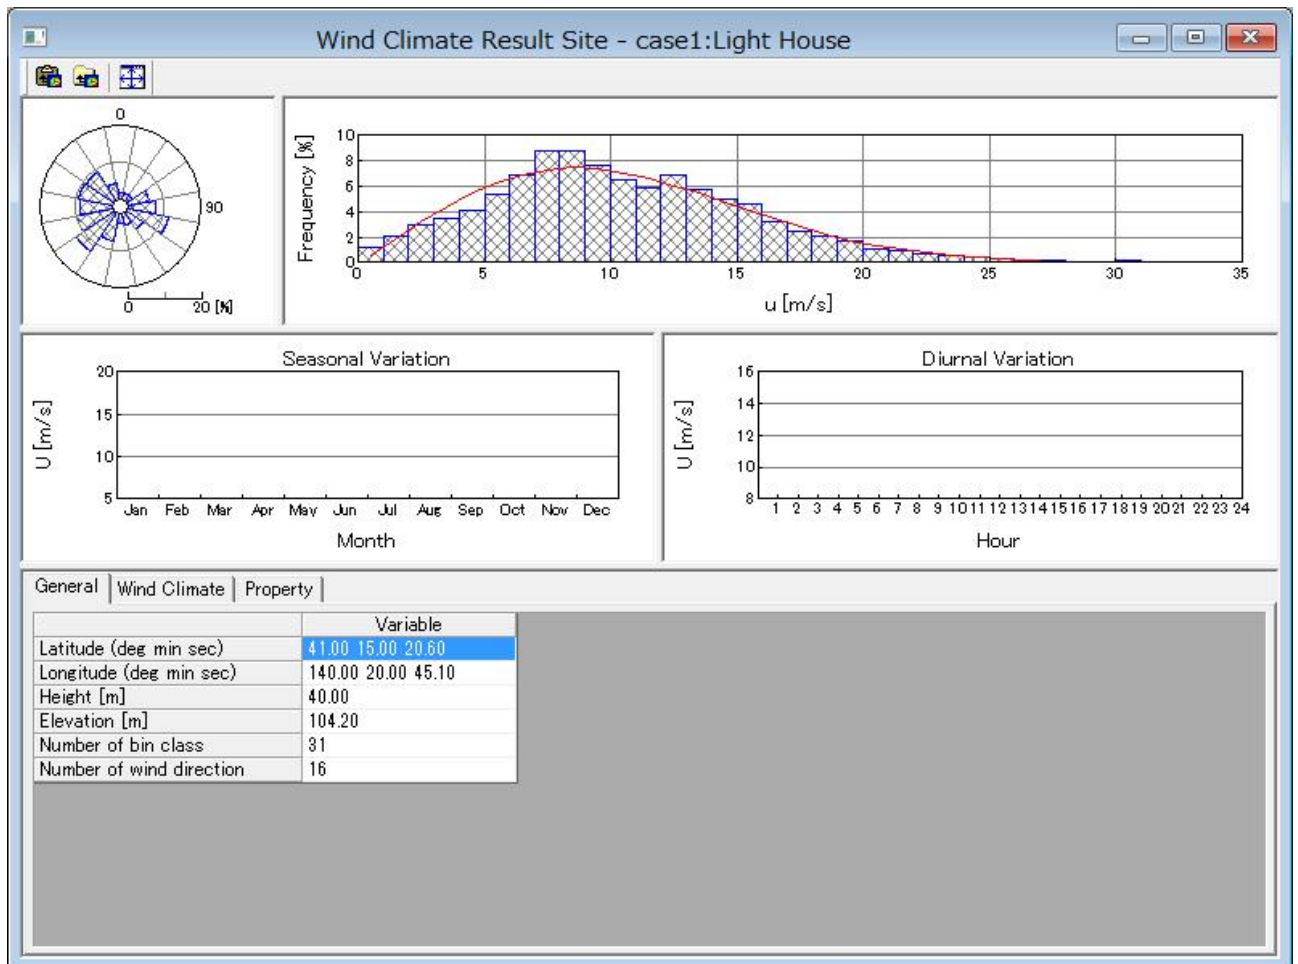 Wind Climate Result Site - case1:Light House
0
90
0 20 [%]
Frequency [%]
10
8
6
4
2
0
0 5 10 15 20 25 30 35
u [m/s]
Seasonal Variation
U [m/s]
20
15
10
5
Jan Feb Mar Apr May Jun Jul Aug Sep Oct Nov Dec
Month
Diurnal Variation
U [m/s]
16
14
12
10
8
1 2 3 4 5 6 7 8 9 10 11 12 13 14 15 16 17 18 19 20 21 22 23 24
Hour
General Wind Climate Property
Variable
Latitude (deg min sec) 41.00 15.00 20.60
Longitude (deg min sec) 140.00 20.00 45.10
Height [m] 40.00
Elevation [m] 104.20
Number of bin class 31
Number of wind direction 16